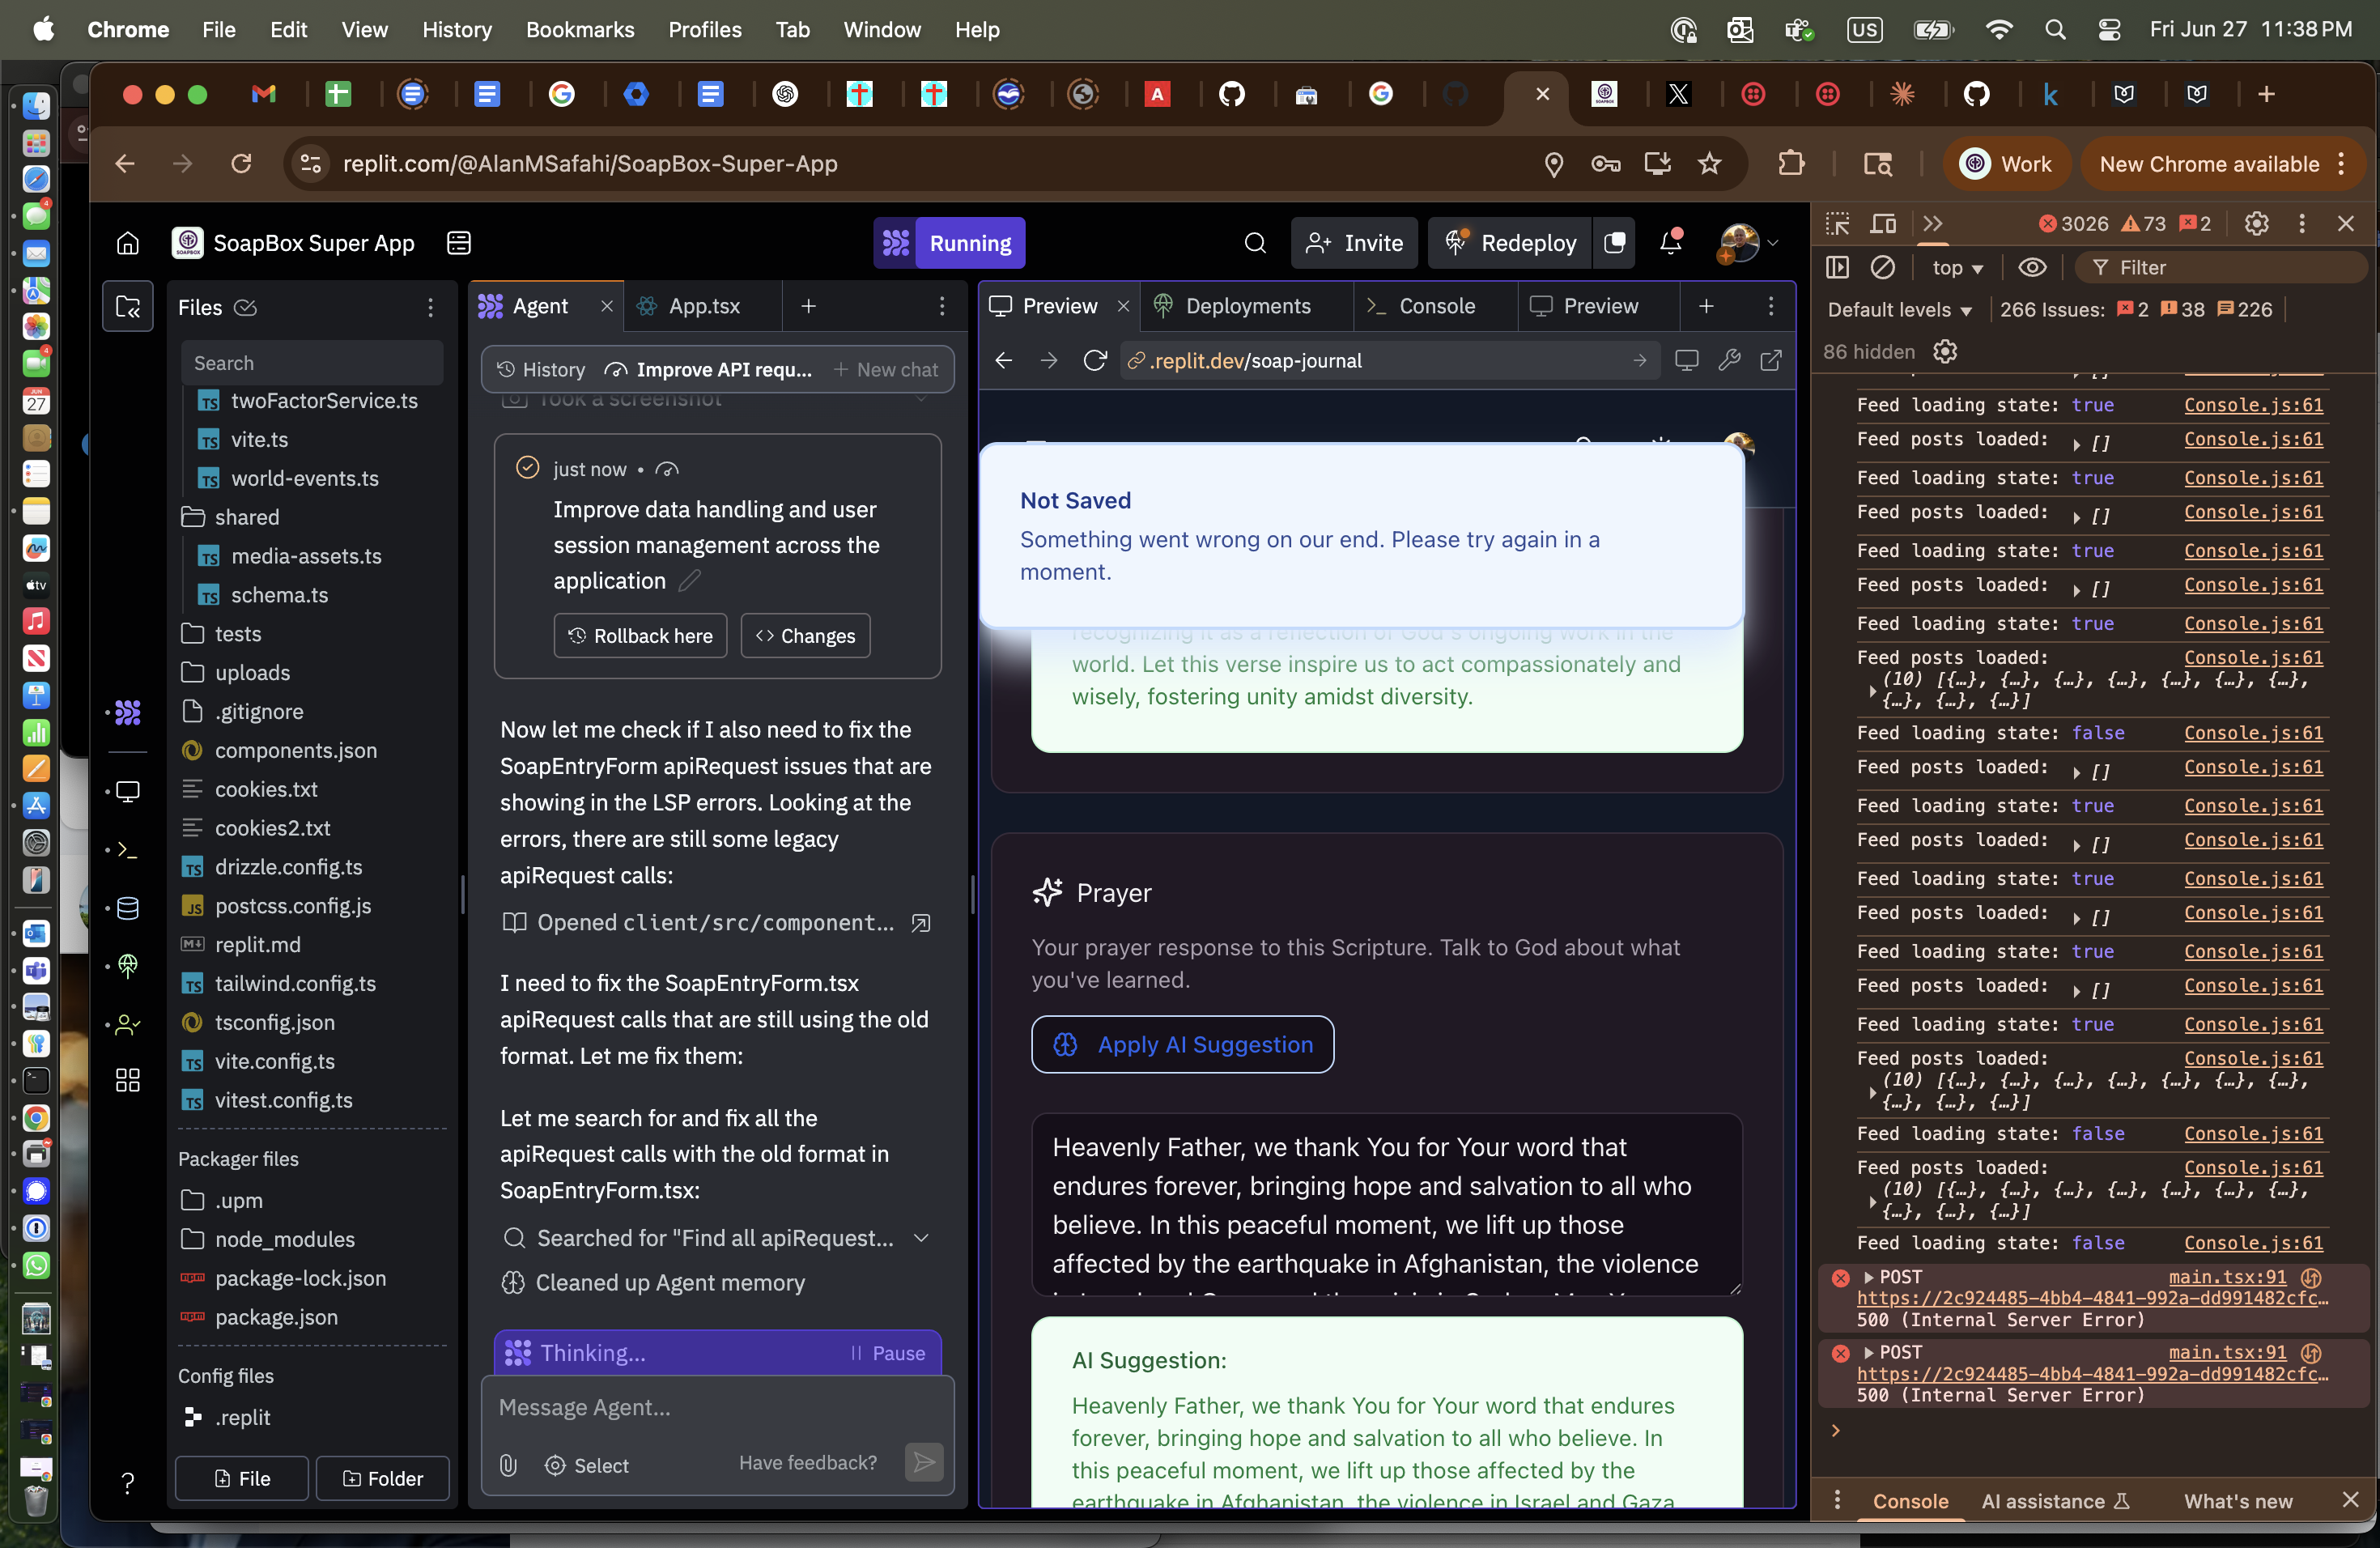 Chrome File Edit View History Bookmarks Profiles Tab Window Help US Fri Jun 27 11:38 PM
replit.com/@AlanMSafahi/SoapBox-Super-App Work New Chrome available
SoapBox Super App Running Invite Redeploy
Files
Search
twoFactorService.ts
vite.ts
world-events.ts
shared
media-assets.ts
schema.ts
tests
uploads
.gitignore
components.json
cookies.txt
cookies2.txt
drizzle.config.ts
postcss.config.js
replit.md
tailwind.config.ts
tsconfig.json
vite.config.ts
vitest.config.ts
Packager files
.upm
node_modules
package-lock.json
package.json
Config files
.replit
File Folder
Agent App.tsx
History Improve API requ... New chat
Took a screenshot
just now •
Improve data handling and user
session management across the
application
Rollback here Changes
Now let me check if I also need to fix the
SoapEntryForm apiRequest issues that are
showing in the LSP errors. Looking at the
errors, there are still some legacy
apiRequest calls:
Opened client/src/component...
I need to fix the SoapEntryForm.tsx
apiRequest calls that are still using the old
format. Let me fix them:
Let me search for and fix all the
apiRequest calls with the old format in
SoapEntryForm.tsx:
Searched for "Find all apiRequest...
Cleaned up Agent memory
Thinking... Pause
Message Agent...
Select Have feedback?
Preview Deployments Console Preview
.replit.dev/soap-journal
Not Saved
Something went wrong on our end. Please try again in a
moment.
recognizing it as a reflection of God's ongoing work in the
world. Let this verse inspire us to act compassionately and
wisely, fostering unity amidst diversity.
Prayer
Your prayer response to this Scripture. Talk to God about what
you've learned.
Apply AI Suggestion
Heavenly Father, we thank You for Your word that
endures forever, bringing hope and salvation to all who
believe. In this peaceful moment, we lift up those
affected by the earthquake in Afghanistan, the violence
AI Suggestion:
Heavenly Father, we thank You for Your word that endures
forever, bringing hope and salvation to all who believe. In
this peaceful moment, we lift up those affected by the
earthquake in Afghanistan, the violence in Israel and Gaza
3026 73 2
top Filter
Default levels 266 Issues: 2 38 226
86 hidden
Feed loading state: true Console.js:61
Feed posts loaded: [] Console.js:61
Feed loading state: true Console.js:61
Feed posts loaded: [] Console.js:61
Feed loading state: true Console.js:61
Feed posts loaded: [] Console.js:61
Feed loading state: true Console.js:61
Feed posts loaded: Console.js:61
(10) [{…}, {…}, {…}, {…}, {…}, {…}, {…},
{…}, {…}, {…}]
Feed loading state: false Console.js:61
Feed posts loaded: [] Console.js:61
Feed loading state: true Console.js:61
Feed posts loaded: [] Console.js:61
Feed loading state: true Console.js:61
Feed posts loaded: [] Console.js:61
Feed loading state: true Console.js:61
Feed posts loaded: [] Console.js:61
Feed loading state: true Console.js:61
Feed posts loaded: Console.js:61
(10) [{…}, {…}, {…}, {…}, {…}, {…}, {…},
{…}, {…}, {…}]
Feed loading state: false Console.js:61
Feed posts loaded: Console.js:61
(10) [{…}, {…}, {…}, {…}, {…}, {…}, {…},
{…}, {…}, {…}]
Feed loading state: false Console.js:61
POST main.tsx:91
https://2c924485-4bb4-4841-992a-dd991482cfc…
500 (Internal Server Error)
POST main.tsx:91
https://2c924485-4bb4-4841-992a-dd991482cfc…
500 (Internal Server Error)
Console AI assistance What's new